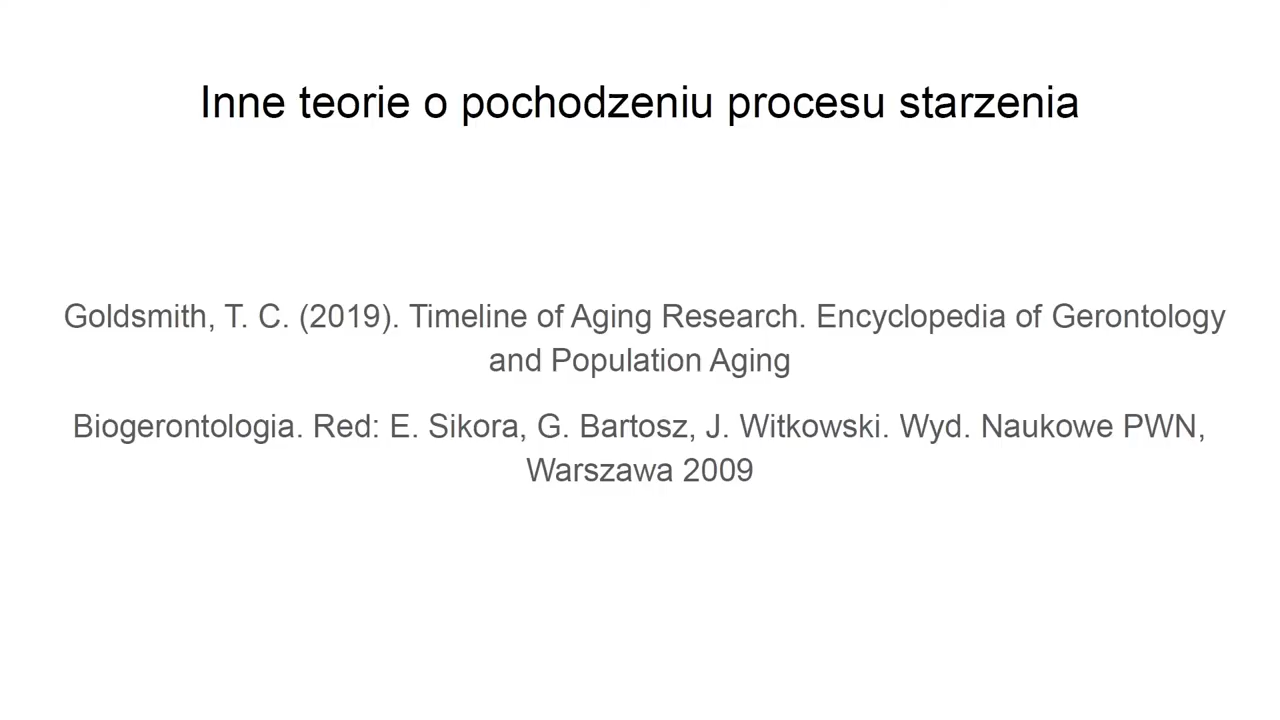 Inne teorie o pochodzeniu procesu starzenia
Goldsmith, T. C. (2019). Timeline of Aging Research. Encyclopedia of Gerontology
and Population Aging
Biogerontologia. Red: E. Sikora, G. Bartosz, J. Witkowski. Wyd. Naukowe PWN,
Warszawa 2009